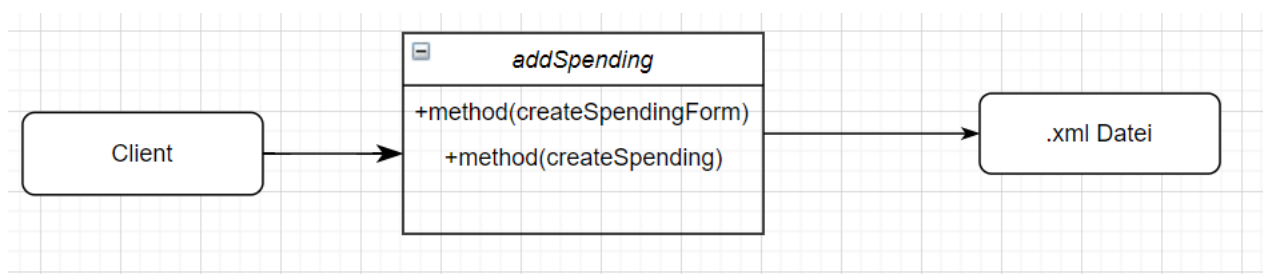 addSpending
+method(createSpendingForm)
+method(createSpending)
Client
.xml Datei